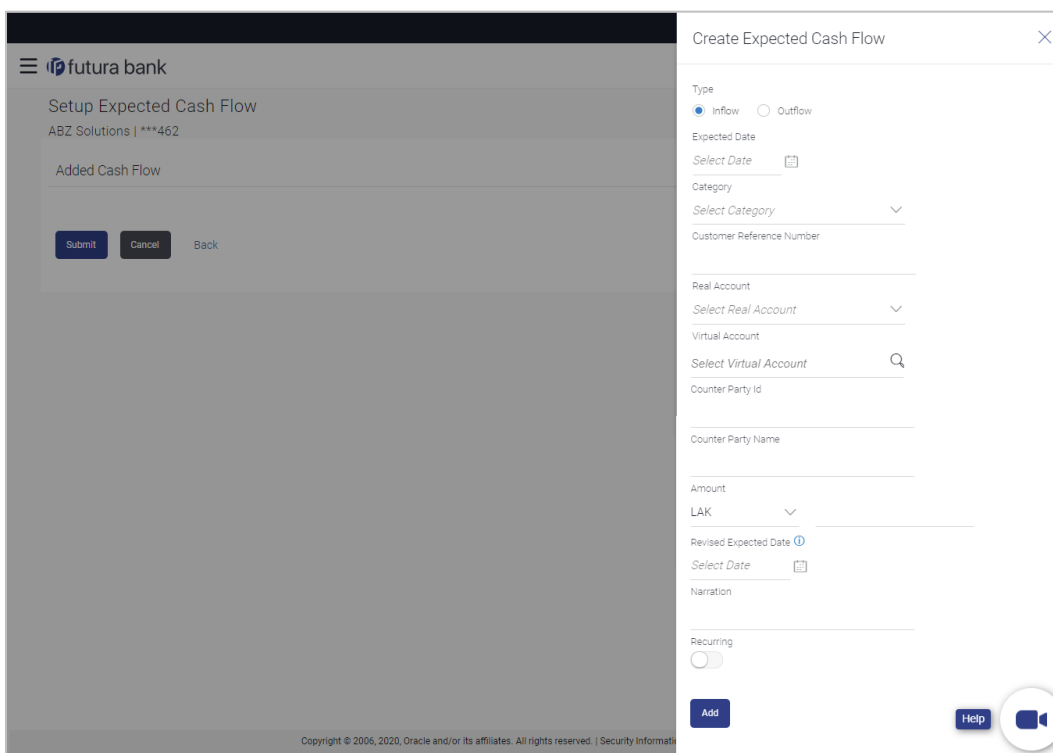 futura bank
Setup Expected Cash Flow
ABZ Solutions | ***462
Added Cash Flow
Submit Cancel Back
Copyright © 2006, 2020, Oracle and/or its affiliates. All rights reserved. | Security Informati
Create Expected Cash Flow
Type
Inflow Outflow
Expected Date
Select Date
Category
Select Category
Customer Reference Number
Real Account
Select Real Account
Virtual Account
Select Virtual Account
Counter Party Id
Counter Party Name
Amount
LAK
Revised Expected Date
Select Date
Narration
Recurring
Add
Help